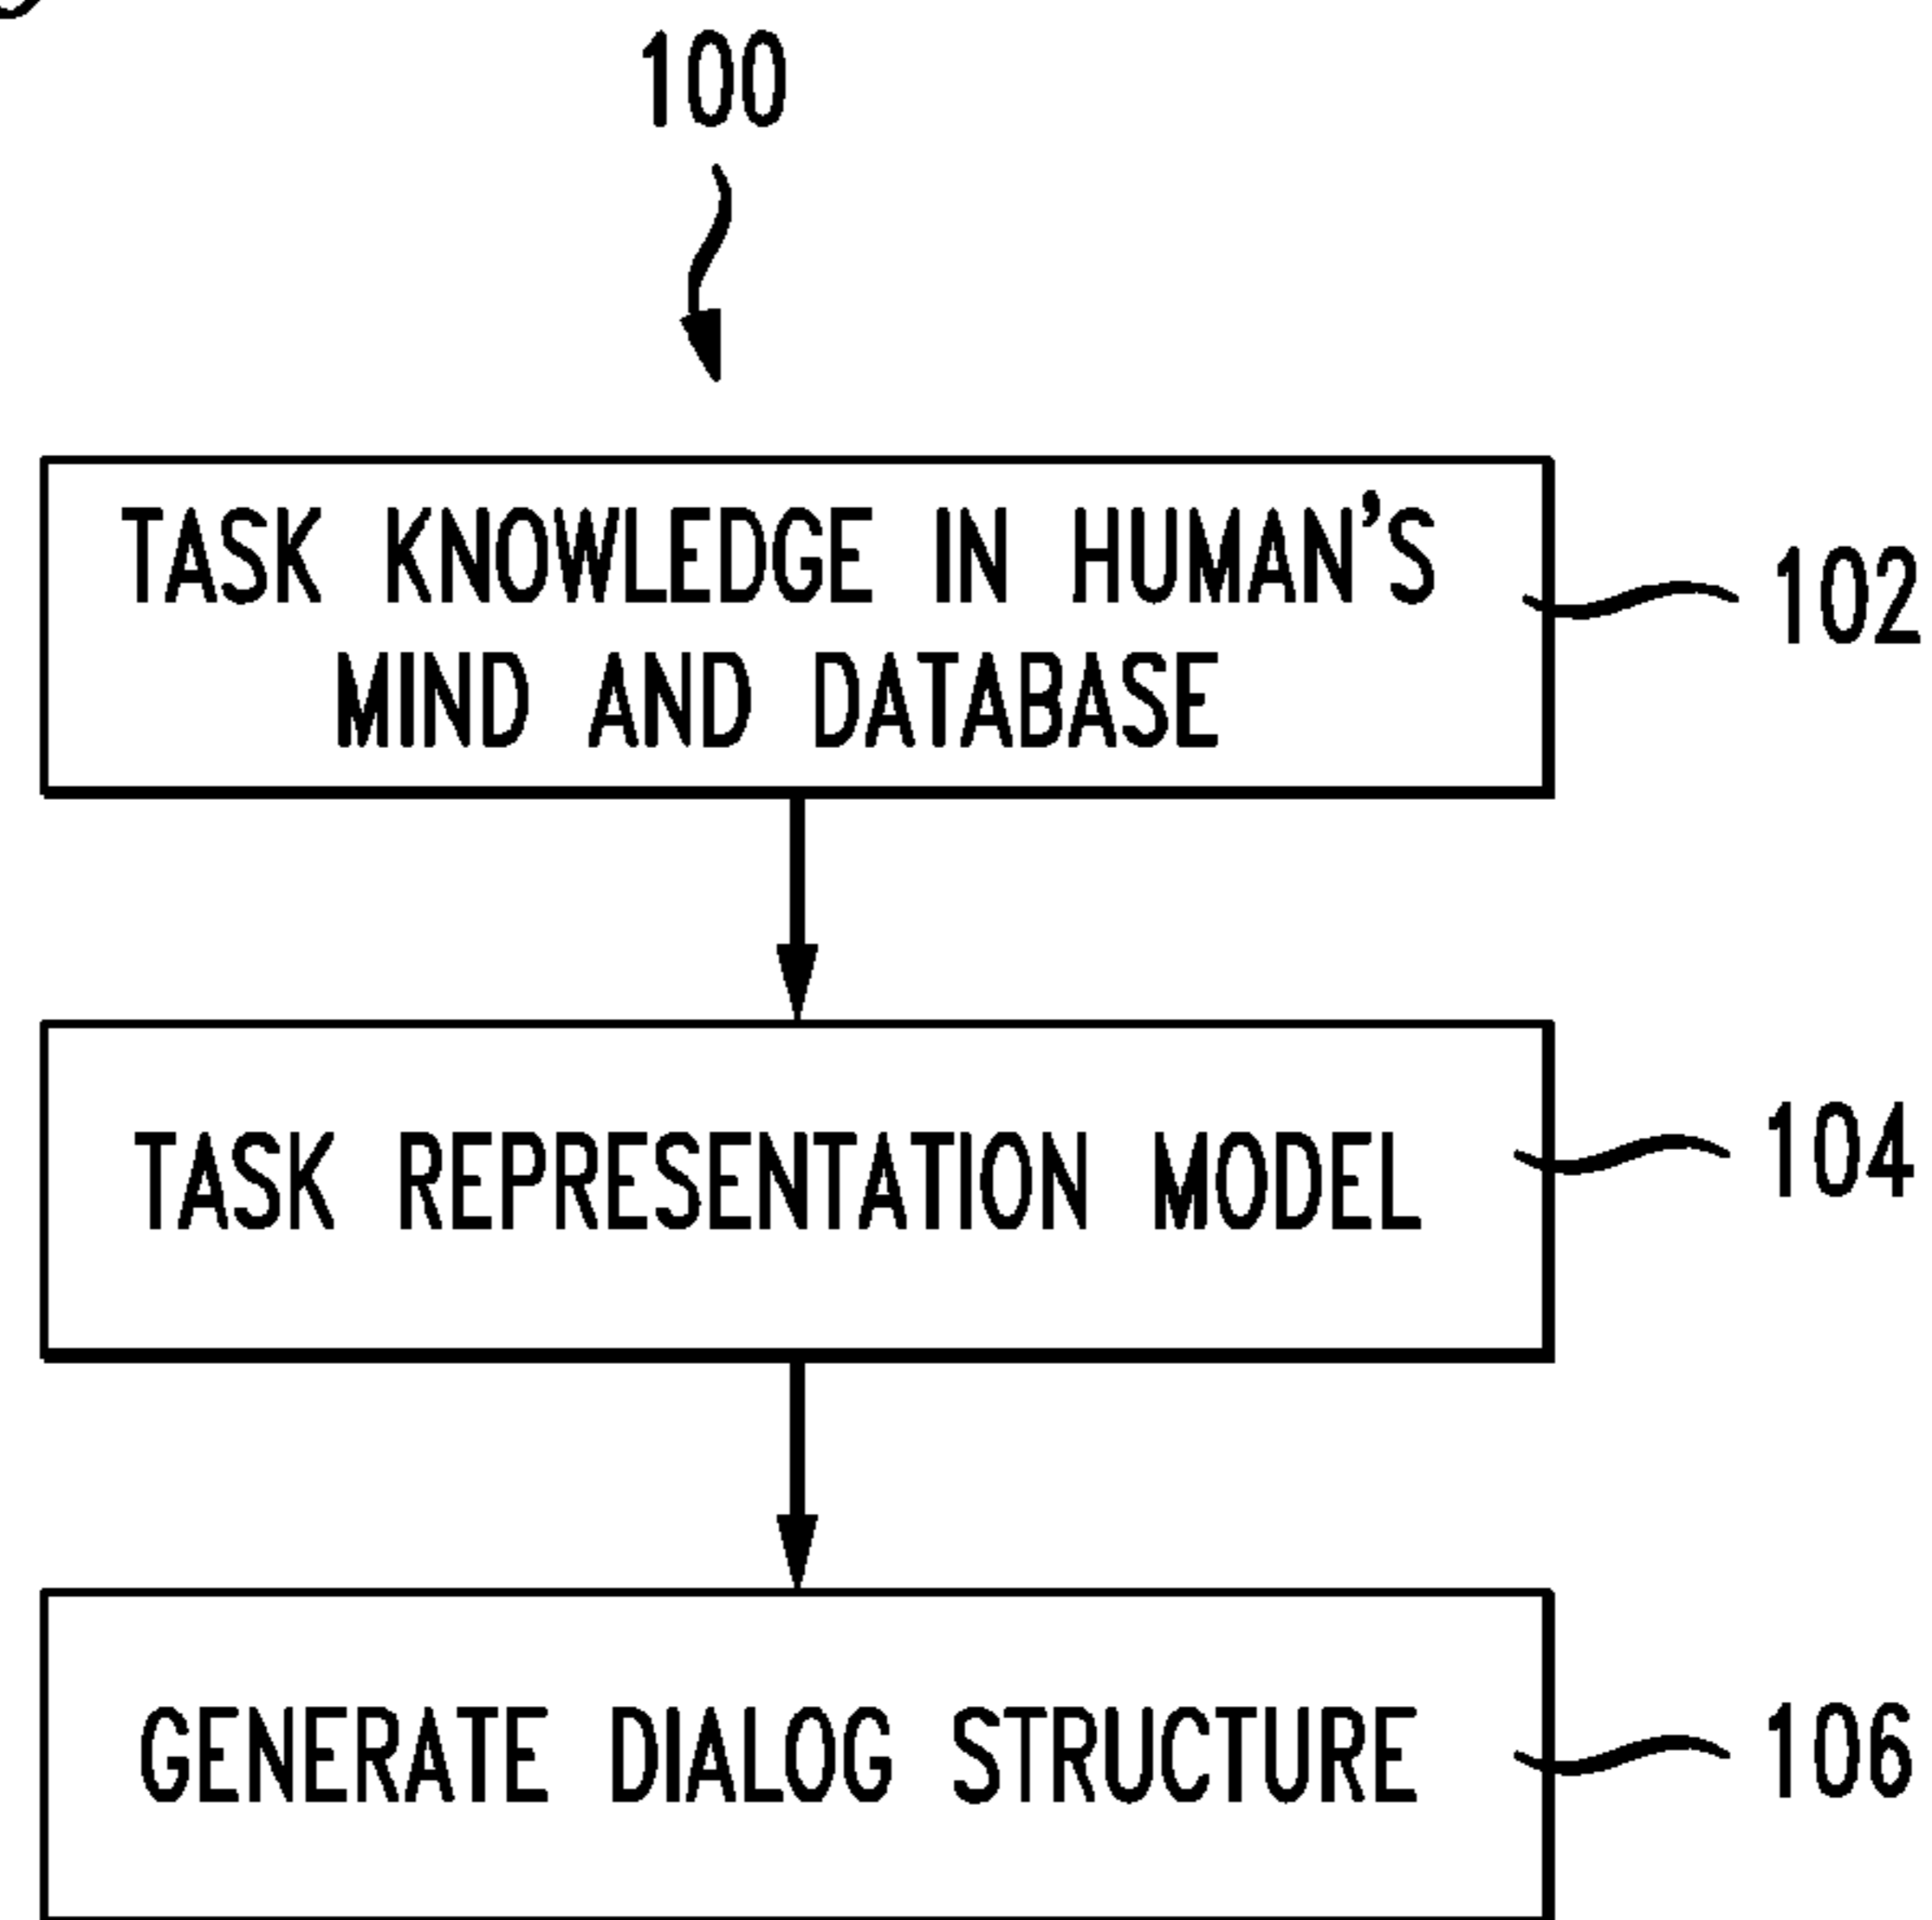 100
TASK KNOWLEDGE IN HUMAN'S
MIND AND DATABASE
102
TASK REPRESENTATION MODEL
104
GENERATE DIALOG STRUCTURE
106